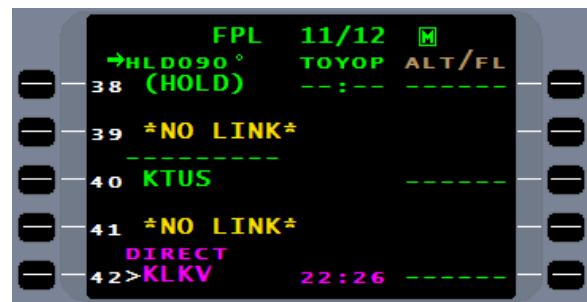 FPL 11/12 M
→HLD090° TOYOP ALT/FL
38 (HOLD) --:-- ------
39 *NO LINK*
---------
40 KTUS ------
41 *NO LINK*
DIRECT
42>KLKV 22:26 ------